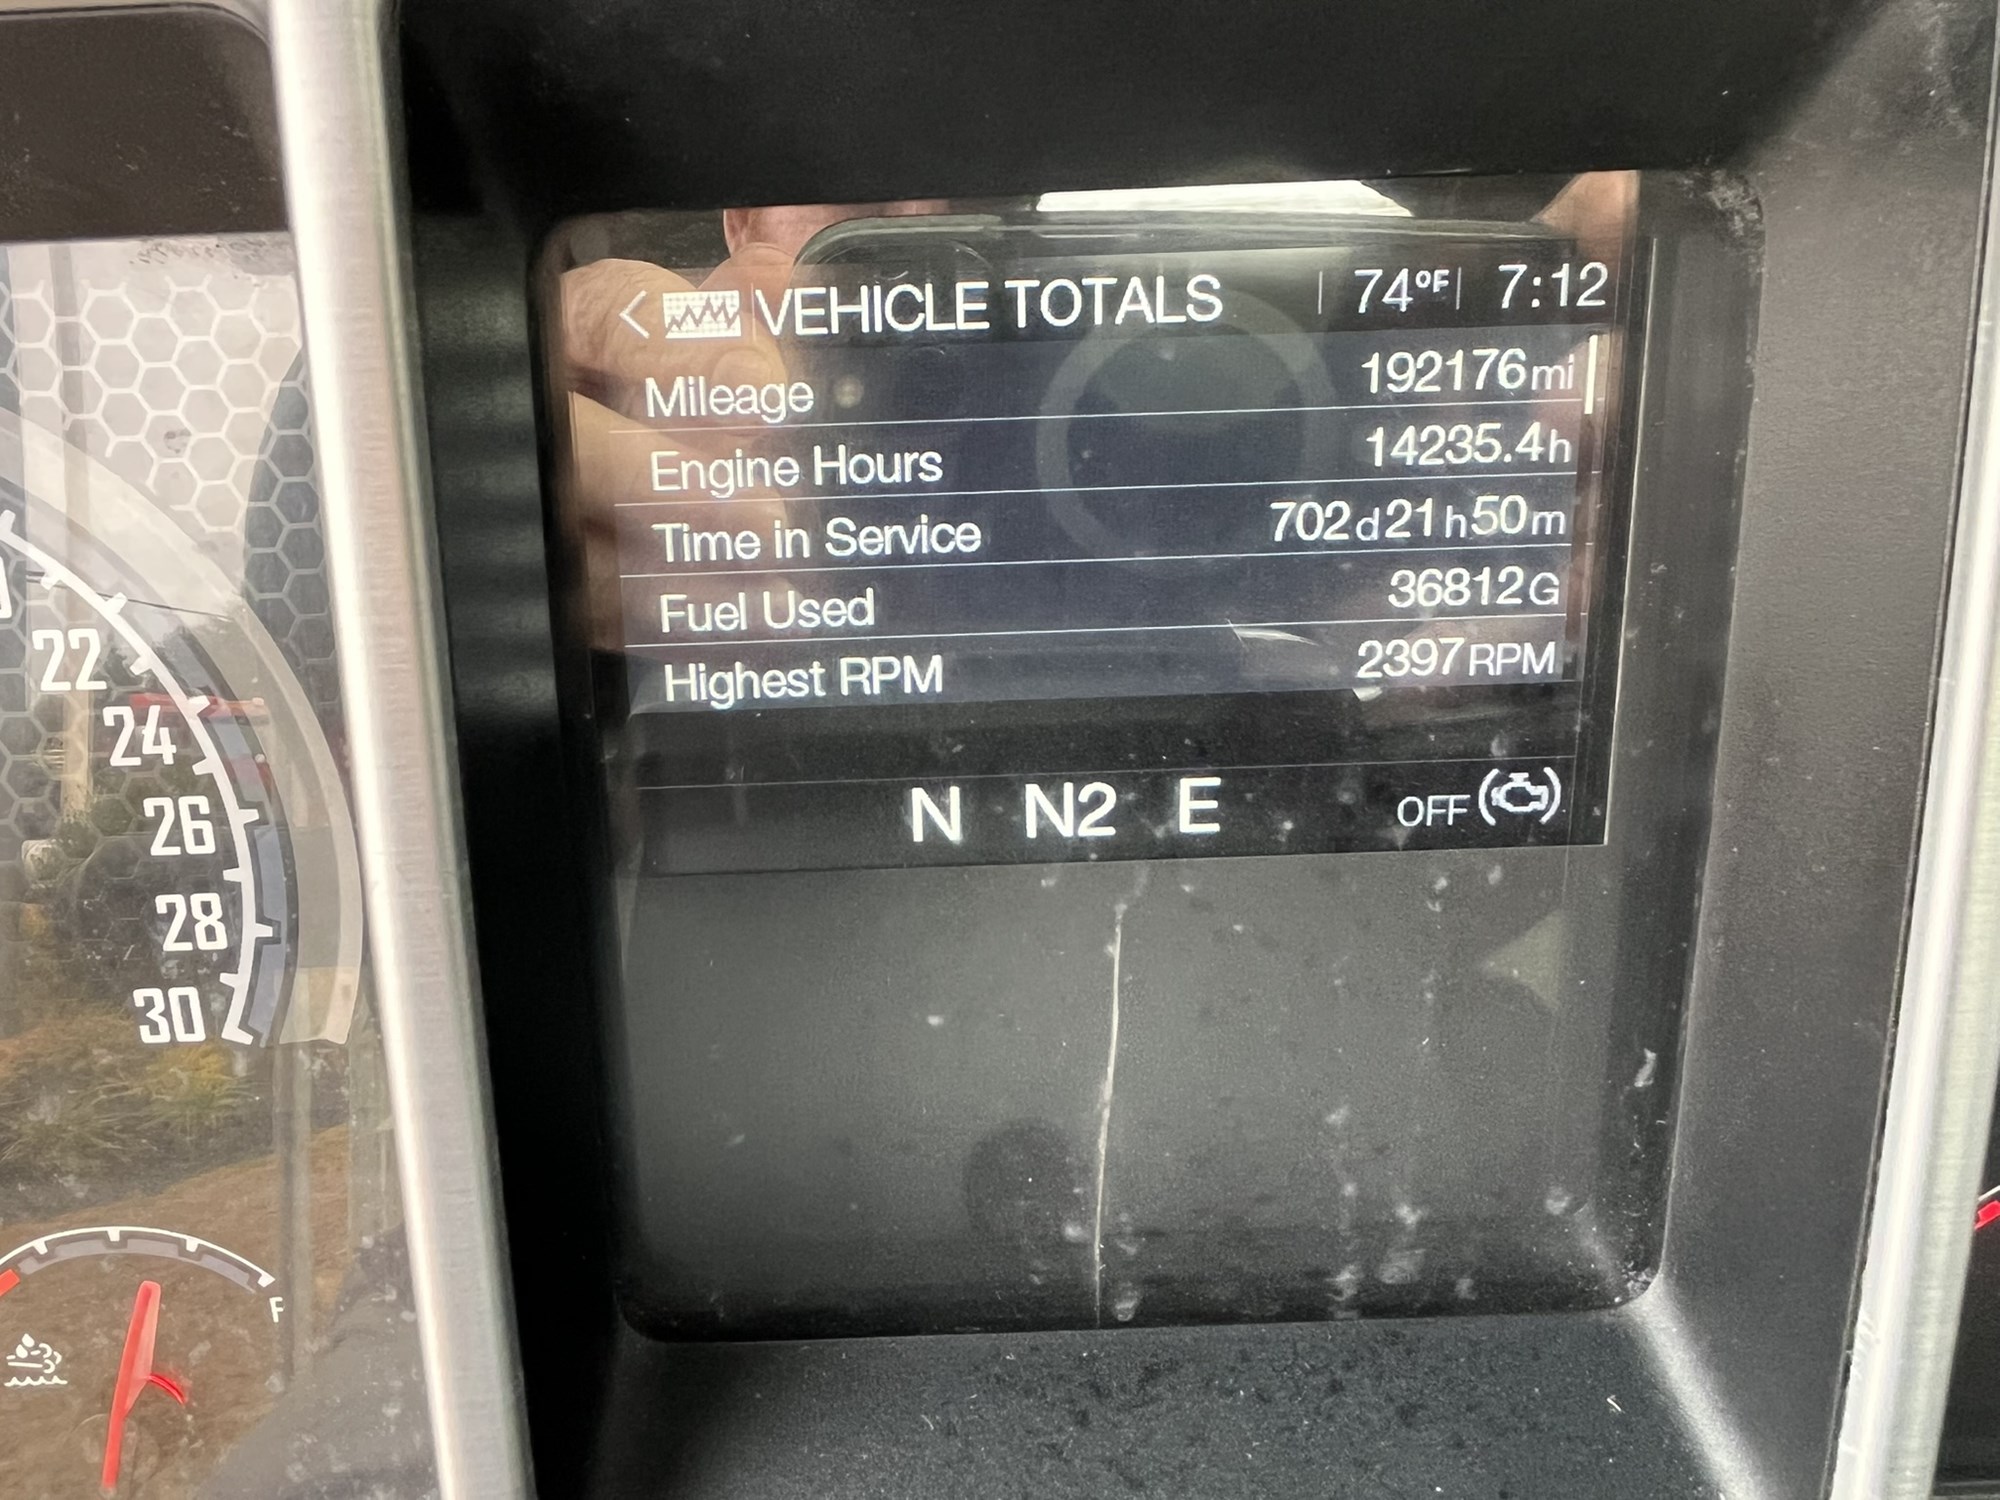 VEHICLE TOTALS 74°F 7:12
Mileage 192176mi
Engine Hours 14235.4h
Time in Service 702d21h50m
Fuel Used 36812G
Highest RPM 2397RPM
N N2 E OFF
22
24
26
28
30
F